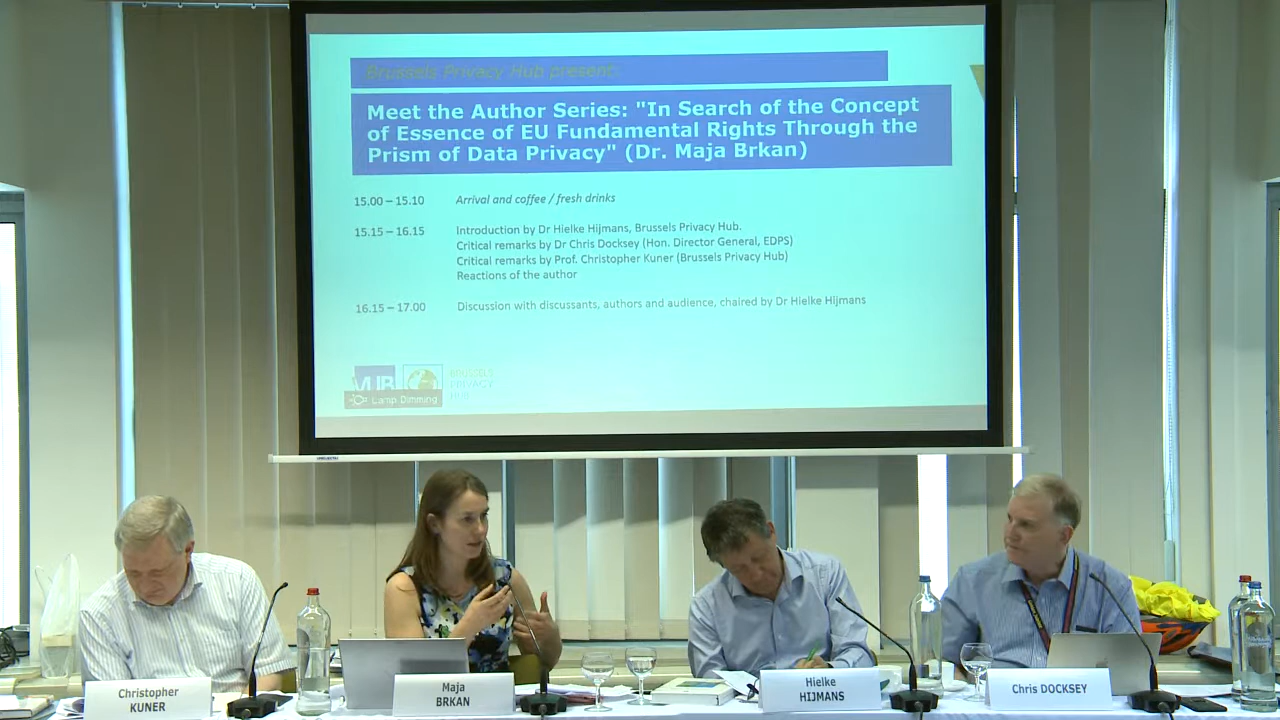 Brussels Privacy Hub present:
Meet the Author Series: "In Search of the Concept
of Essence of EU Fundamental Rights Through the
Prism of Data Privacy" (Dr. Maja Brkan)
15.00 – 15.10 Arrival and coffee / fresh drinks
15.15 – 16.15 Introduction by Dr Hielke Hijmans, Brussels Privacy Hub.
Critical remarks by Dr Chris Docksey (Hon. Director General, EDPS)
Critical remarks by Prof. Christopher Kuner (Brussels Privacy Hub)
Reactions of the author
16.15 – 17.00 Discussion with discussants, authors and audience, chaired by Dr Hielke Hijmans
VUB
BRUSSELS
PRIVACY
HUB
Lamp Dimming
Christopher
KUNER
Maja
BRKAN
Hielke
HIJMANS
Chris DOCKSEY